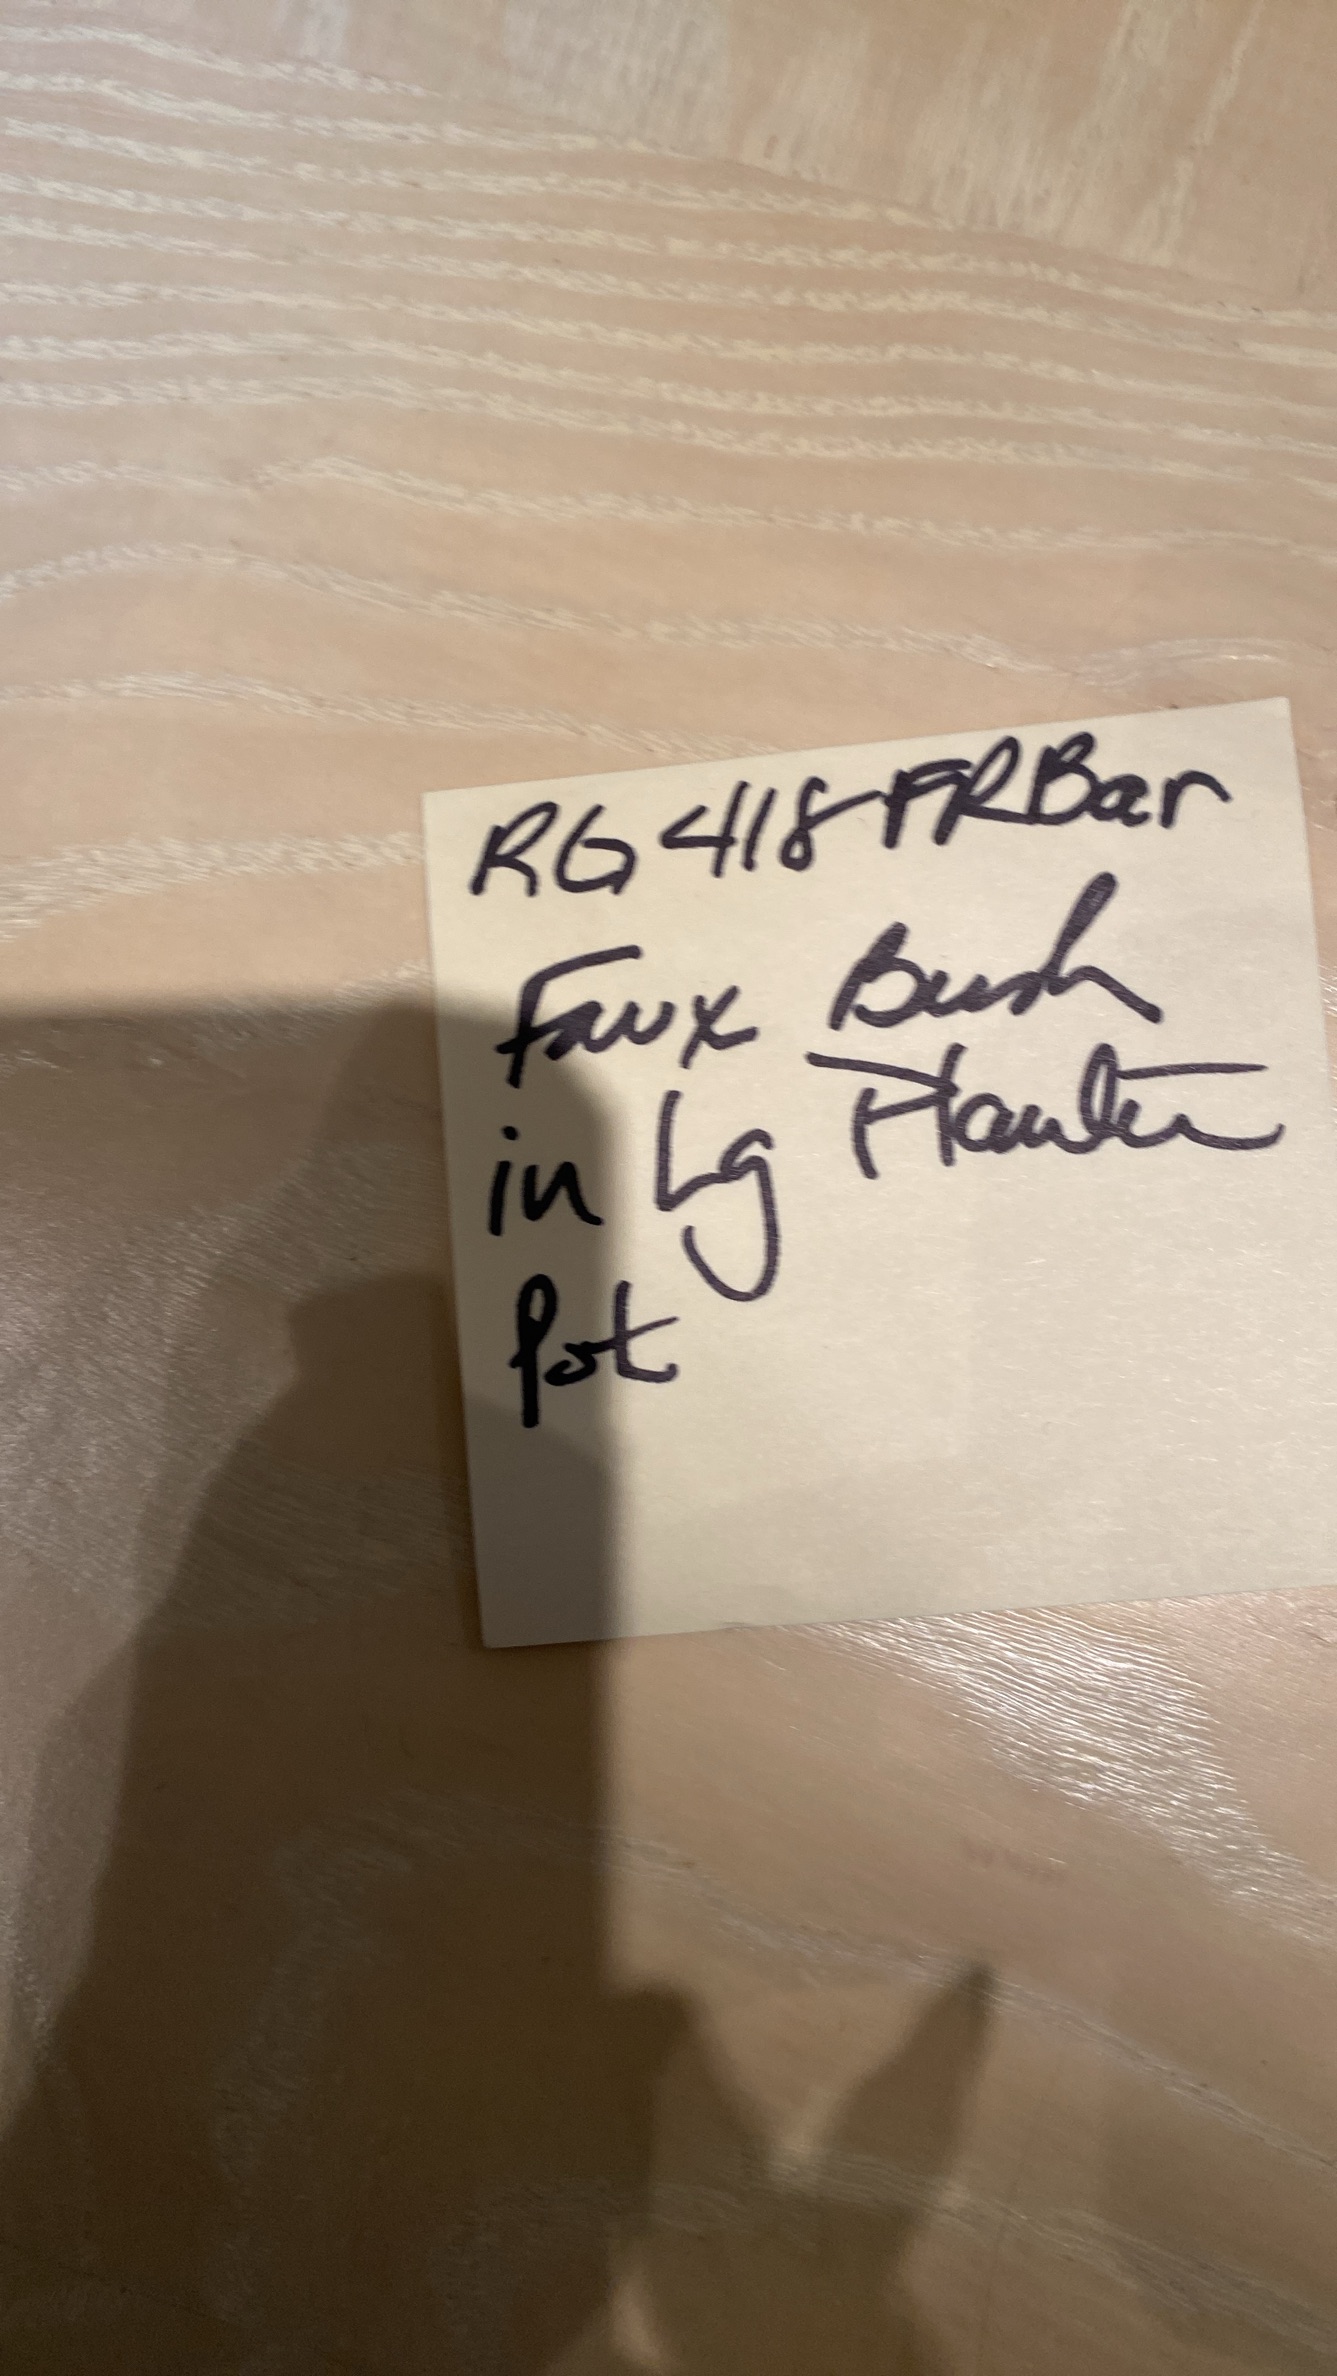 RG 418 FR Bar
Faux Bush
in Lg Planter
Pot